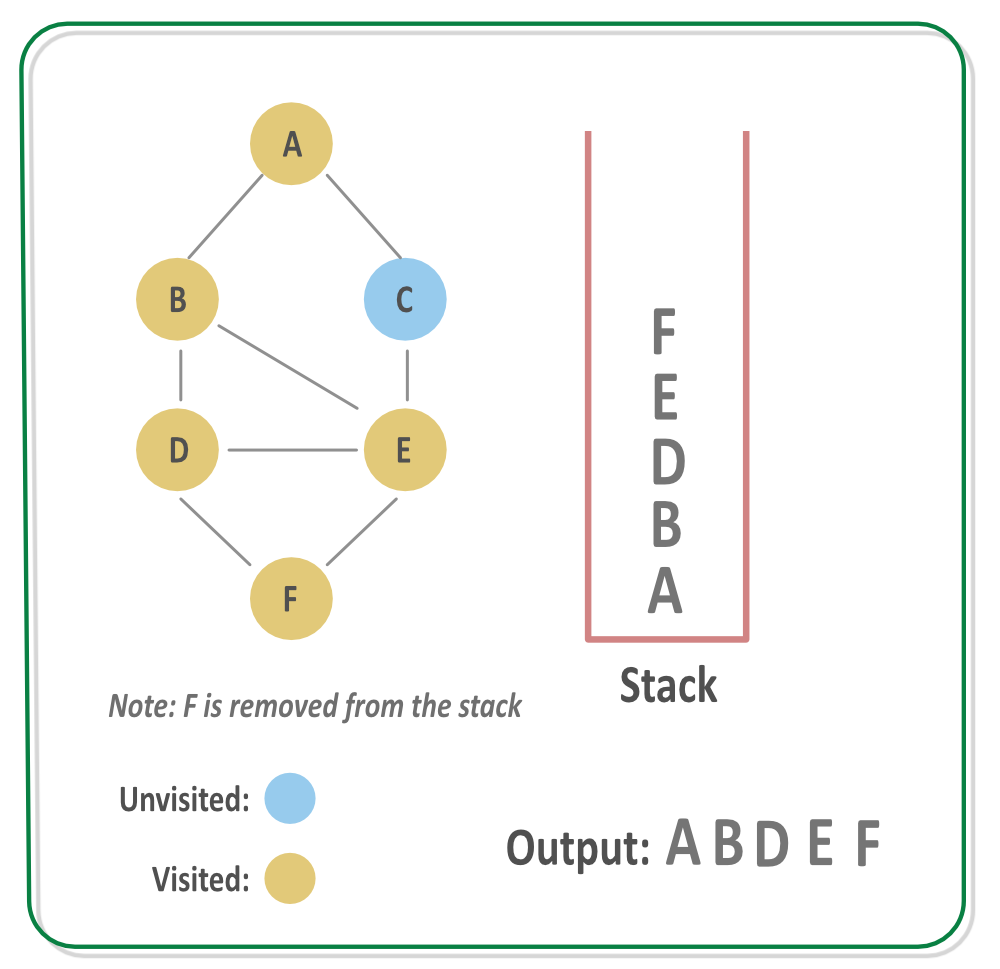 A
B C
D E
F
F
E
D
B
A
Stack
Note: F is removed from the stack
Unvisited:
Visited:
Output: A B D E F